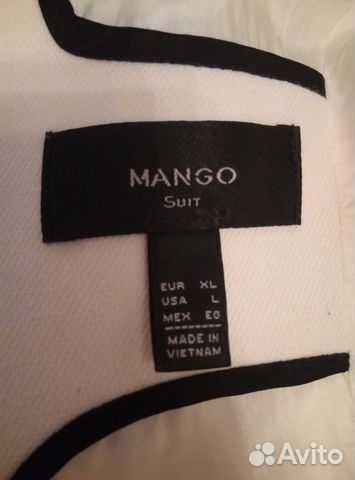 MANGO
SUIT
EUR XL
USA L
MEX EG
MADE IN
VIETNAM
Avito